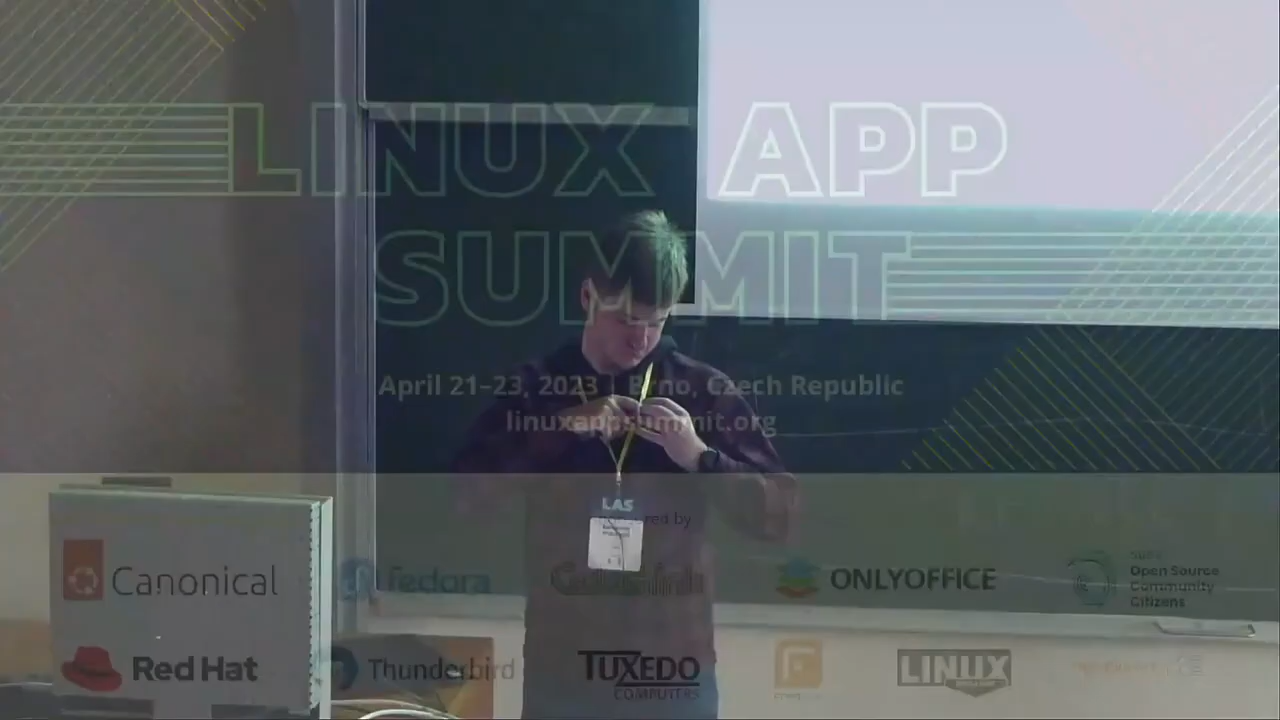 LINUX APP
SUMMIT
April 21–23, 2023 | Brno, Czech Republic
linuxappsummit.org
LAS
Canonical
fedora
ONLYOFFICE
Open Source
Community
Citizens
Red Hat
Thunderbird
TUXEDO
COMPUTERS
LINUX